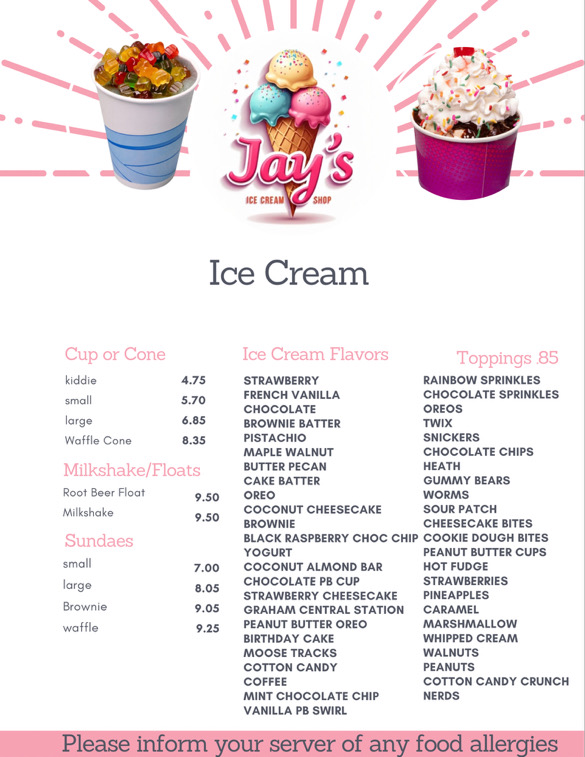 Jay's
ICE CREAM SHOP
Ice Cream
Cup or Cone
kiddie 4.75
small 5.70
large 6.85
Waffle Cone 8.35
Milkshake/Floats
Root Beer Float 9.50
Milkshake 9.50
Sundaes
small 7.00
large 8.05
Brownie 9.05
waffle 9.25
Ice Cream Flavors
STRAWBERRY
FRENCH VANILLA
CHOCOLATE
BROWNIE BATTER
PISTACHIO
MAPLE WALNUT
BUTTER PECAN
CAKE BATTER
OREO
COCONUT CHEESECAKE
BROWNIE
BLACK RASPBERRY CHOC CHIP
YOGURT
COCONUT ALMOND BAR
CHOCOLATE PB CUP
STRAWBERRY CHEESECAKE
GRAHAM CENTRAL STATION
PEANUT BUTTER OREO
BIRTHDAY CAKE
MOOSE TRACKS
COTTON CANDY
COFFEE
MINT CHOCOLATE CHIP
VANILLA PB SWIRL
Toppings .85
RAINBOW SPRINKLES
CHOCOLATE SPRINKLES
OREOS
TWIX
SNICKERS
CHOCOLATE CHIPS
HEATH
GUMMY BEARS
WORMS
SOUR PATCH
CHEESECAKE BITES
COOKIE DOUGH BITES
PEANUT BUTTER CUPS
HOT FUDGE
STRAWBERRIES
PINEAPPLES
CARAMEL
MARSHMALLOW
WHIPPED CREAM
WALNUTS
PEANUTS
COTTON CANDY CRUNCH
NERDS
Please inform your server of any food allergies